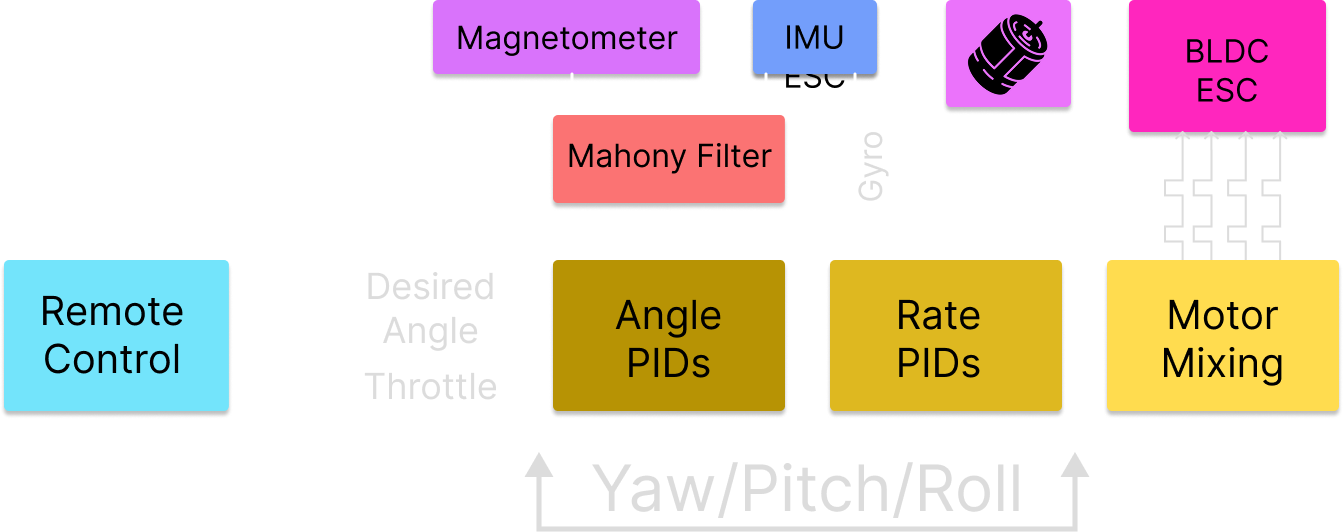 Magnetometer
IMU
ESC
BLDC
ESC
Mahony Filter
Gyro
Remote
Control
Desired
Angle
Throttle
Angle
PIDs
Rate
PIDs
Motor
Mixing
Yaw/Pitch/Roll